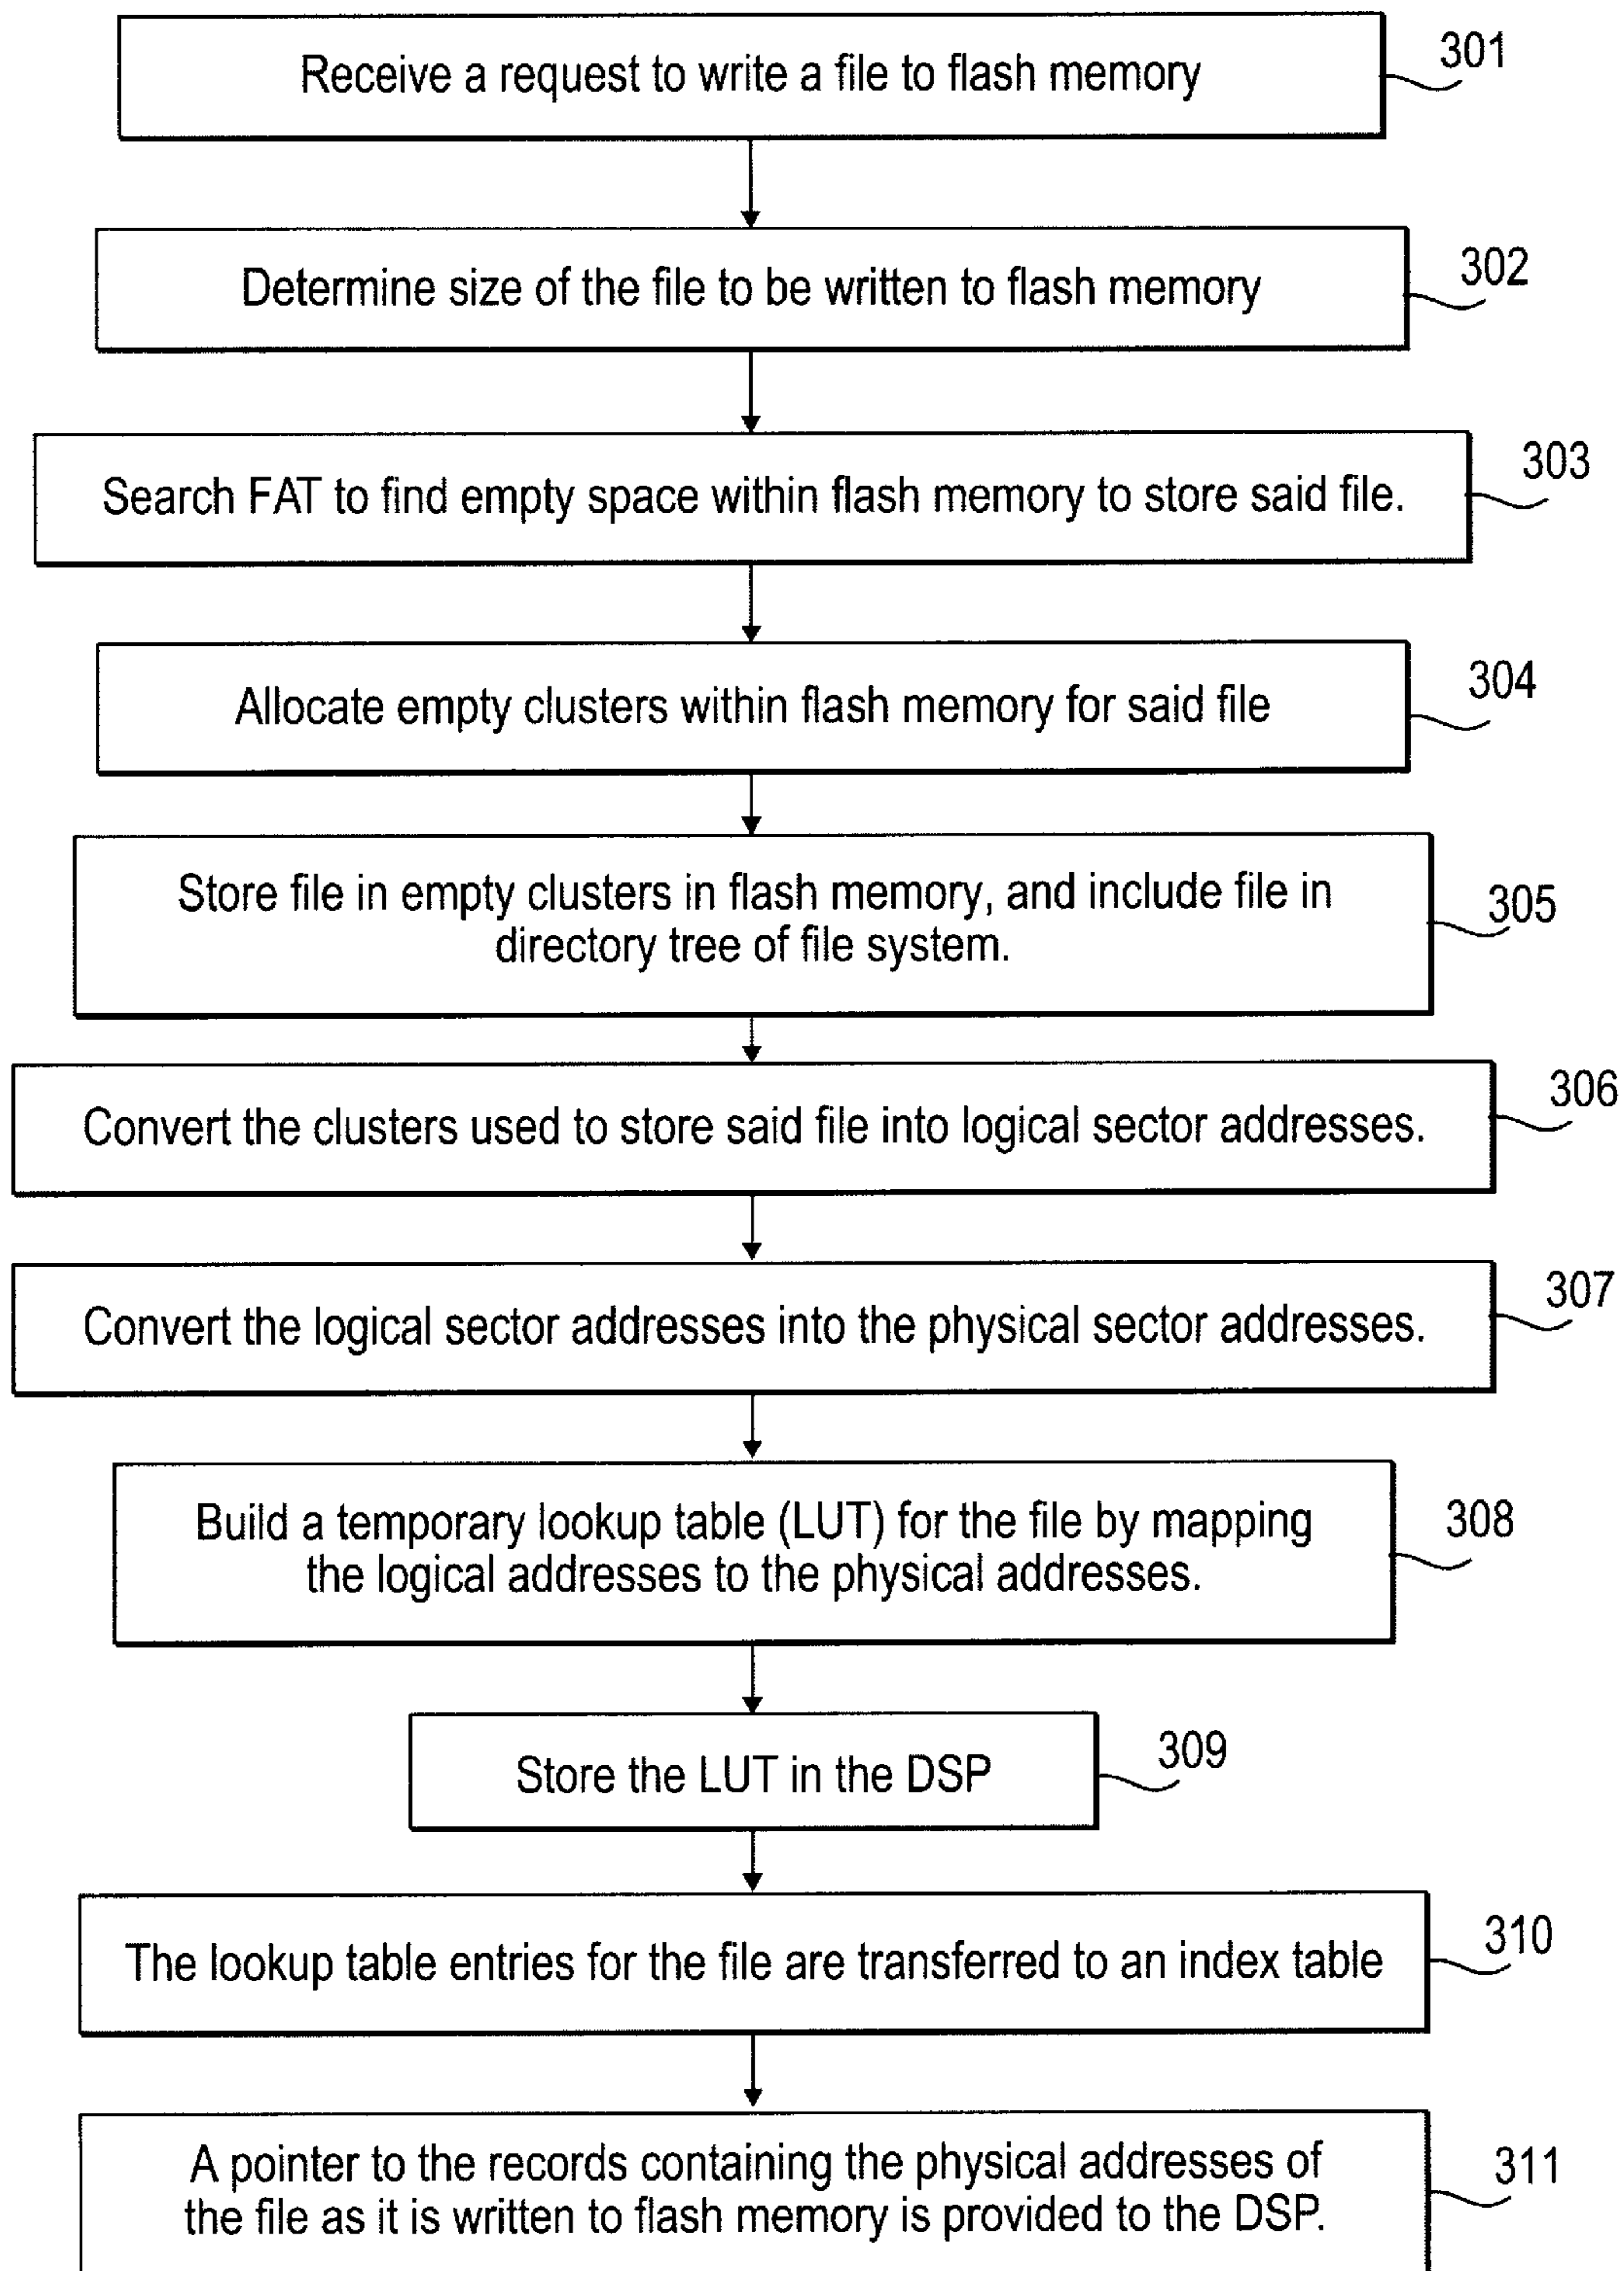 Receive a request to write a file to flash memory
301
Determine size of the file to be written to flash memory
302
Search FAT to find empty space within flash memory to store said file.
303
Allocate empty clusters within flash memory for said file
304
Store file in empty clusters in flash memory, and include file in
directory tree of file system.
305
Convert the clusters used to store said file into logical sector addresses.
306
Convert the logical sector addresses into the physical sector addresses.
307
Build a temporary lookup table (LUT) for the file by mapping
the logical addresses to the physical addresses.
308
Store the LUT in the DSP
309
The lookup table entries for the file are transferred to an index table
310
A pointer to the records containing the physical addresses of
the file as it is written to flash memory is provided to the DSP.
311